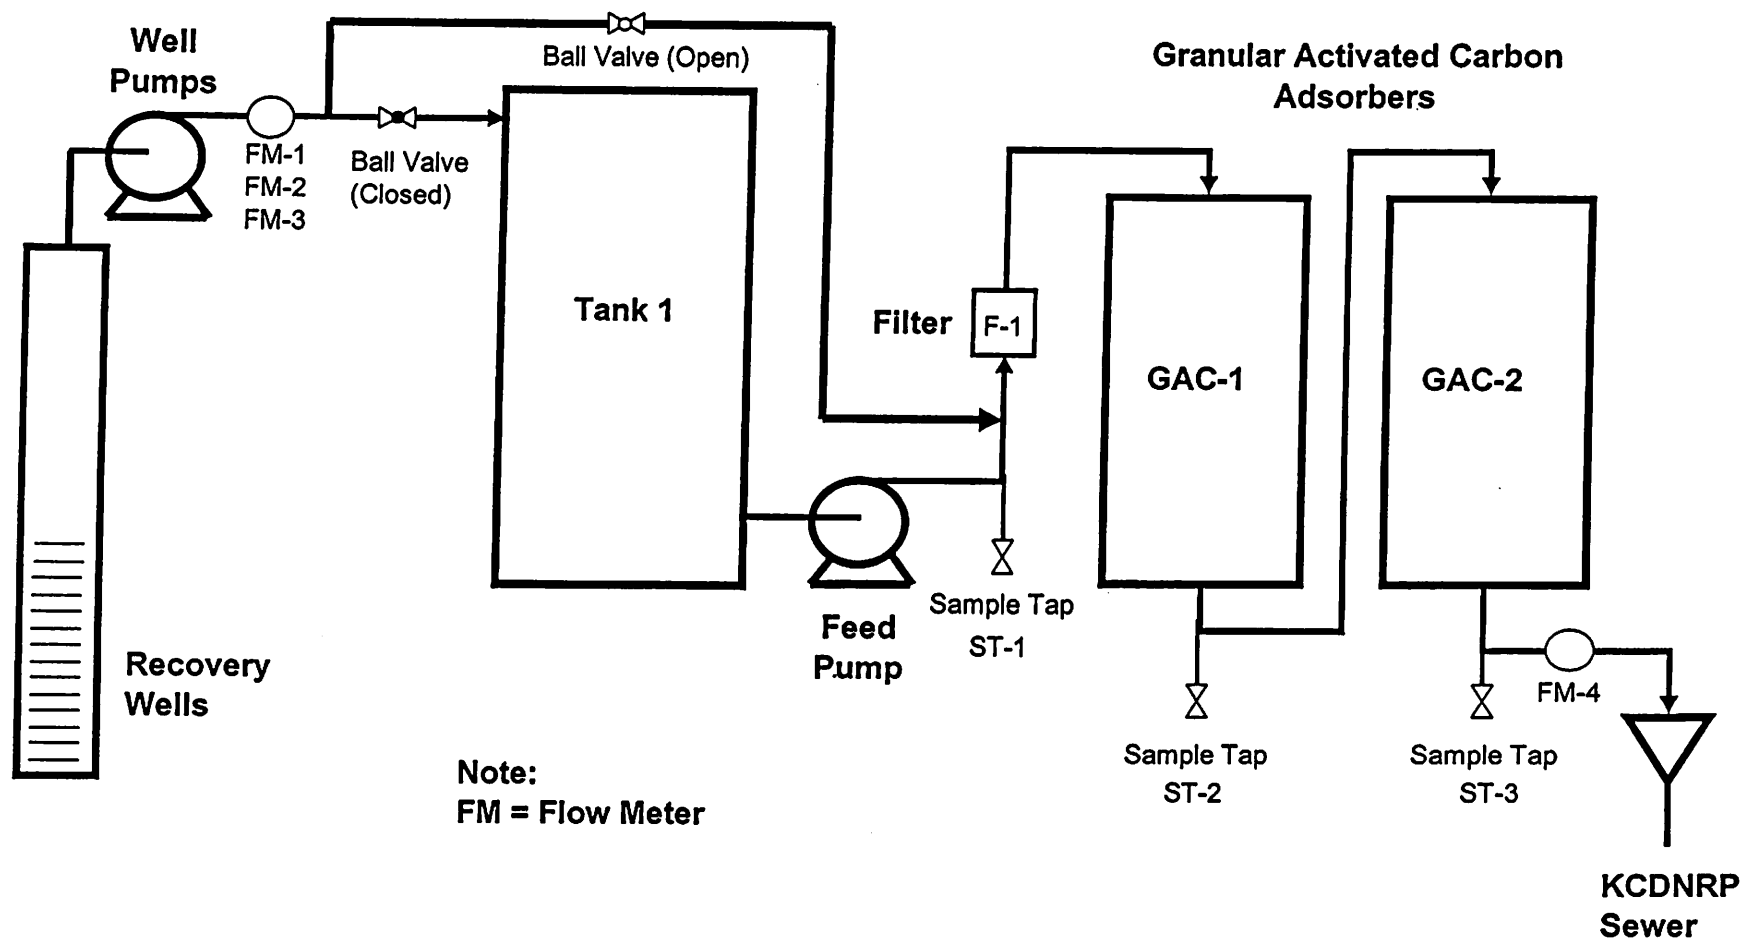 Well
Pumps
Ball Valve (Open)
Granular Activated Carbon
Adsorbers
FM-1
FM-2
FM-3
Ball Valve
(Closed)
Tank 1
Filter
F-1
GAC-1
GAC-2
Sample Tap
ST-1
Feed
Pump
Recovery
Wells
FM-4
Sample Tap
ST-2
Sample Tap
ST-3
Note:
FM = Flow Meter
KCDNRP
Sewer